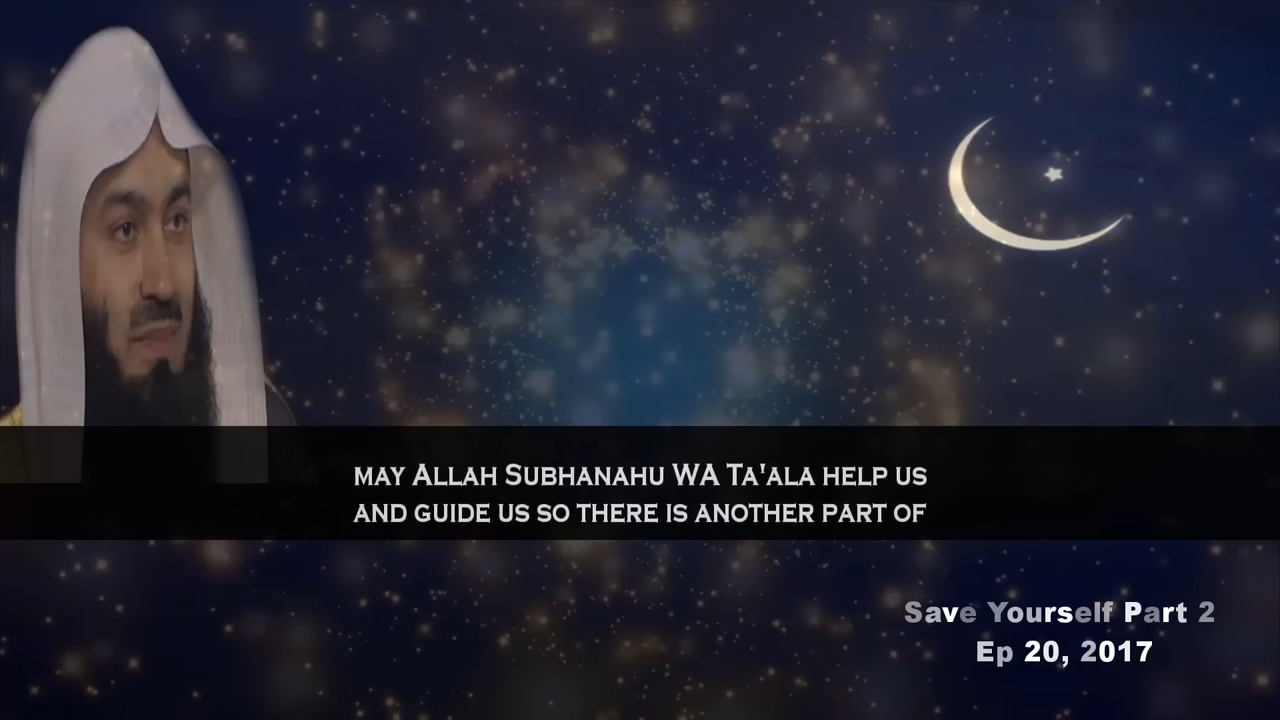 MAY ALLAH SUBHANAHU WA TA'ALA HELP US
AND GUIDE US SO THERE IS ANOTHER PART OF
Save Yourself Part 2
Ep 20, 2017